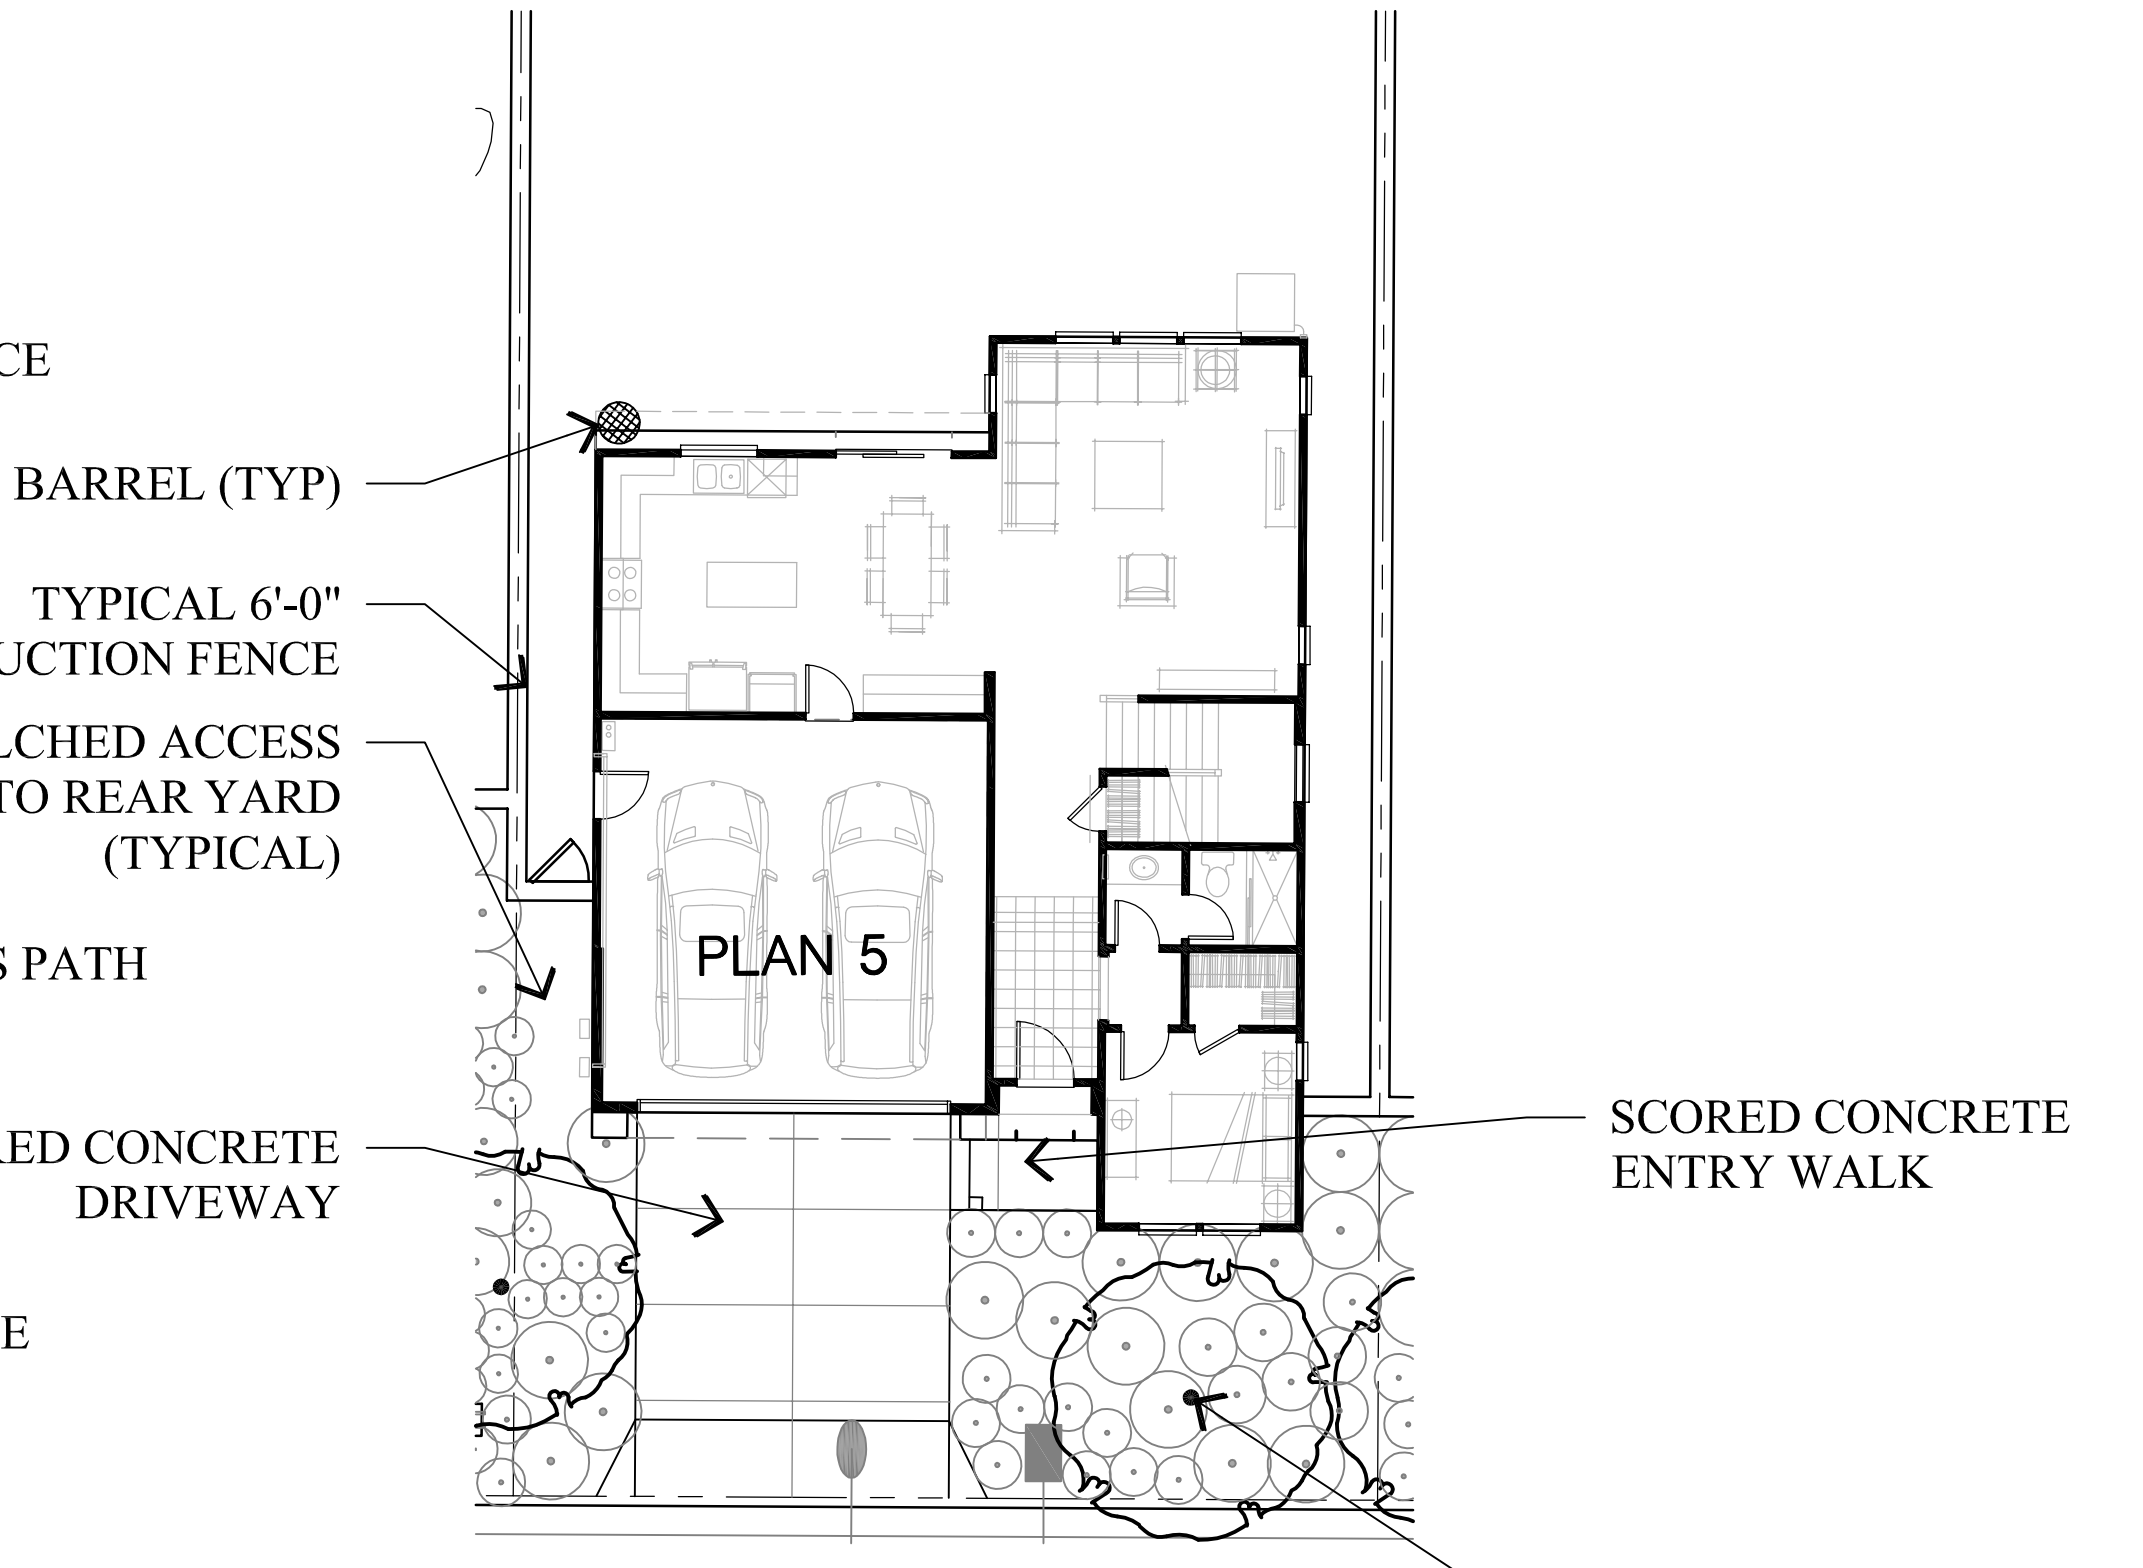 CE
BARREL (TYP)
TYPICAL 6'-0"
UCTION FENCE
LCHED ACCESS
TO REAR YARD
(TYPICAL)
S PATH
PLAN 5
RED CONCRETE
DRIVEWAY
SCORED CONCRETE
ENTRY WALK
E